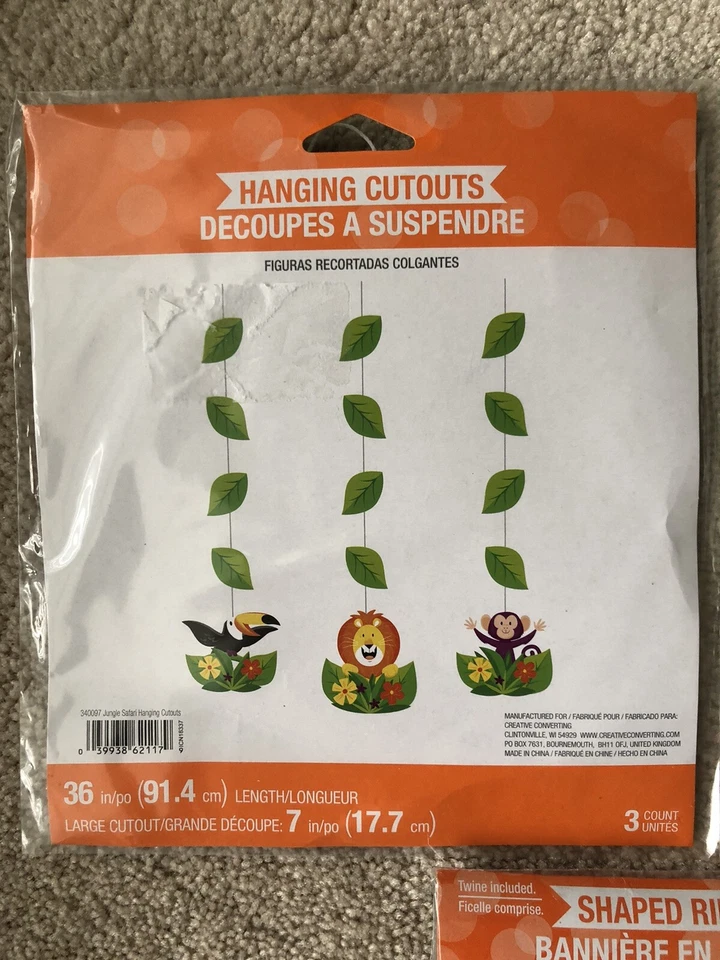 HANGING CUTOUTS
DECOUPES A SUSPENDRE
FIGURAS RECORTADAS COLGANTES
340097 Jungle Safari Hanging Cutouts
0 39938 62117
MANUFACTURED FOR / FABRIQUÉ POUR / FABRICADO PARA:
CREATIVE CONVERTING
CLINTONVILLE, WI 54929 WWW.CREATIVECONVERTING.COM
PO BOX 7631, BOURNEMOUTH, BH11 0FJ, UNITED KINGDOM
MADE IN CHINA / FABRIQUÉ EN CHINE / HECHO EN CHINA
36 in/po (91.4 cm) LENGTH/LONGUEUR
LARGE CUTOUT/GRANDE DÉCOUPE: 7 in/po (17.7 cm)
3 COUNT
UNITÉS
Twine included.
Ficelle comprise.
SHAPED
BANNIÈRE EN